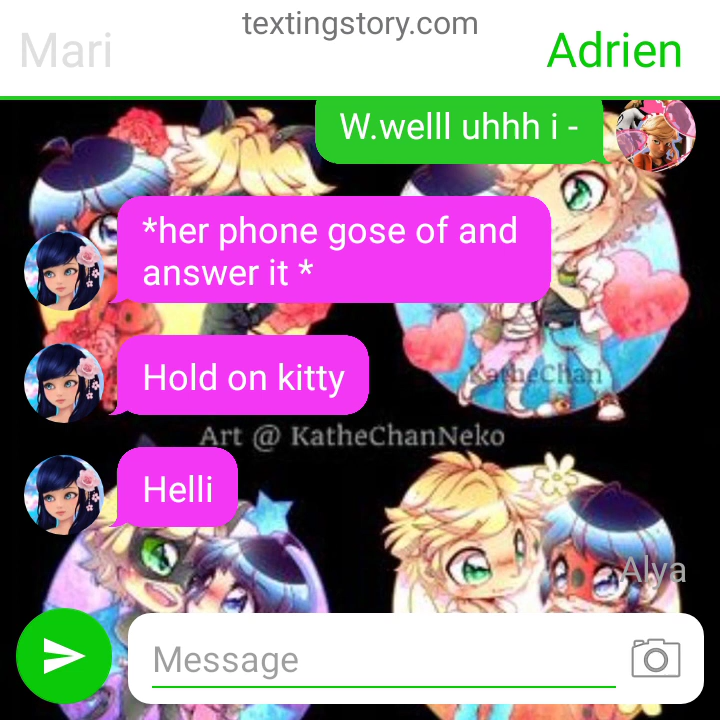 textingstory.com
Mari
Adrien
W.welll uhhh i -
*her phone gose of and
answer it *
Hold on kitty
KatheChan
Art @ KatheChanNeko
Helli
Alya
Message